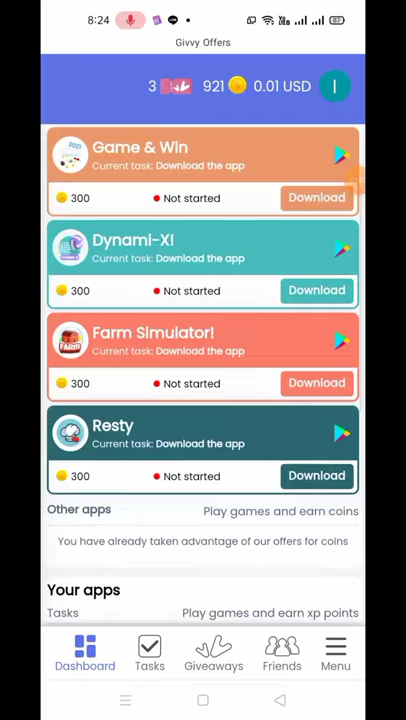 8:24
87
Givvy Offers
3 921 0.01 USD I
Game & Win
Current task: Download the app
300 Not started Download
Dynami-X!
Current task: Download the app
300 Not started Download
Farm Simulator!
Current task: Download the app
300 Not started Download
Resty
Current task: Download the app
300 Not started Download
Other apps Play games and earn coins
You have already taken advantage of our offers for coins
Your apps
Tasks Play games and earn xp points
Dashboard Tasks Giveaways Friends Menu